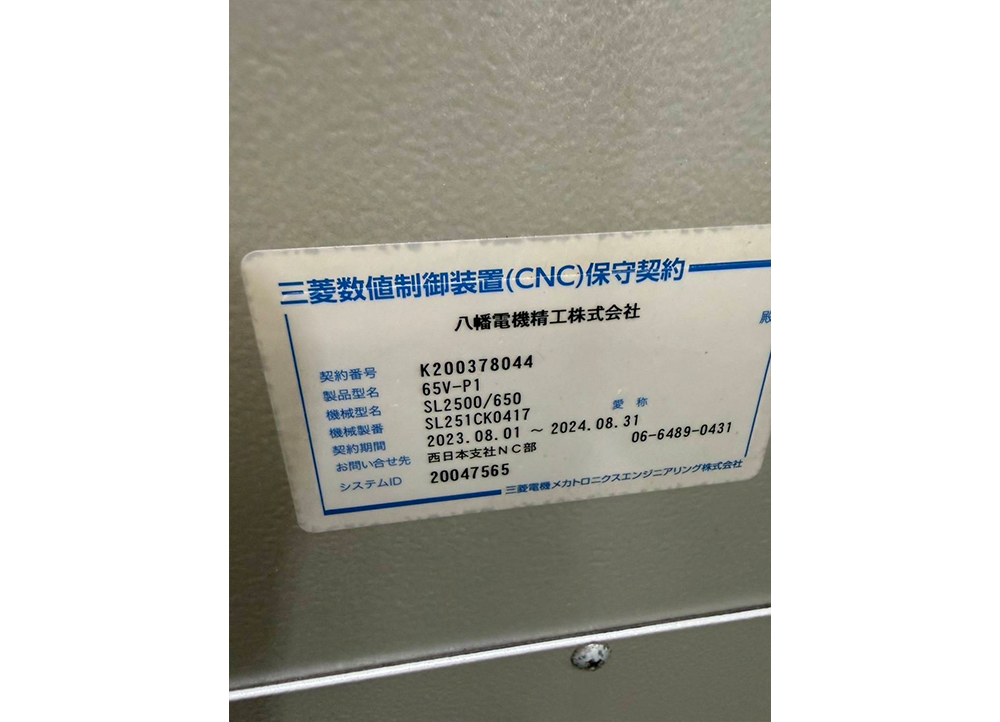 三菱数値制御装置(CNC)保守契約
八幡電機精工株式会社 殿
契約番号 K200378044
製品型名 65V-P1
機械型名 SL2500/650 愛称
機械製番 SL251CK0417
契約期間 2023.08.01 ～ 2024.08.31
お問い合せ先 西日本支社NC部 06-6489-0431
システムID 20047565
三菱電機メカトロニクスエンジニアリング株式会社